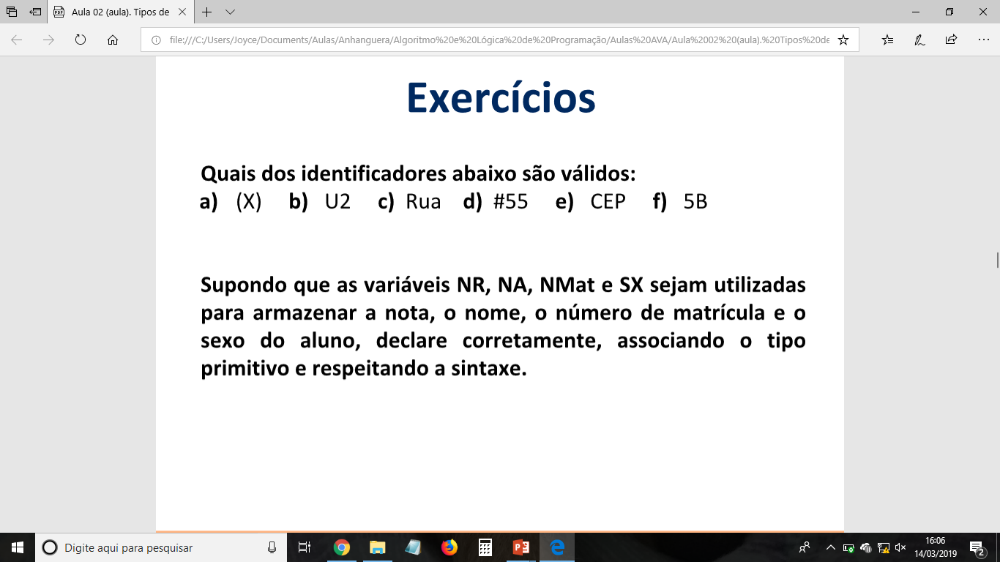 Aula 02 (aula). Tipos de
file:///C:/Users/Joyce/Documents/Aulas/Anhanguera/Algoritmo%20e%20Lógica%20de%20Programação/Aulas%20AVA/Aula%2002%20(aula).%20Tipos%20de
Exercícios
Quais dos identificadores abaixo são válidos:
a) (X) b) U2 c) Rua d) #55 e) CEP f) 5B
Supondo que as variáveis NR, NA, NMat e SX sejam utilizadas
para armazenar a nota, o nome, o número de matrícula e o
sexo do aluno, declare corretamente, associando o tipo
primitivo e respeitando a sintaxe.
Digite aqui para pesquisar
16:06
14/03/2019
2